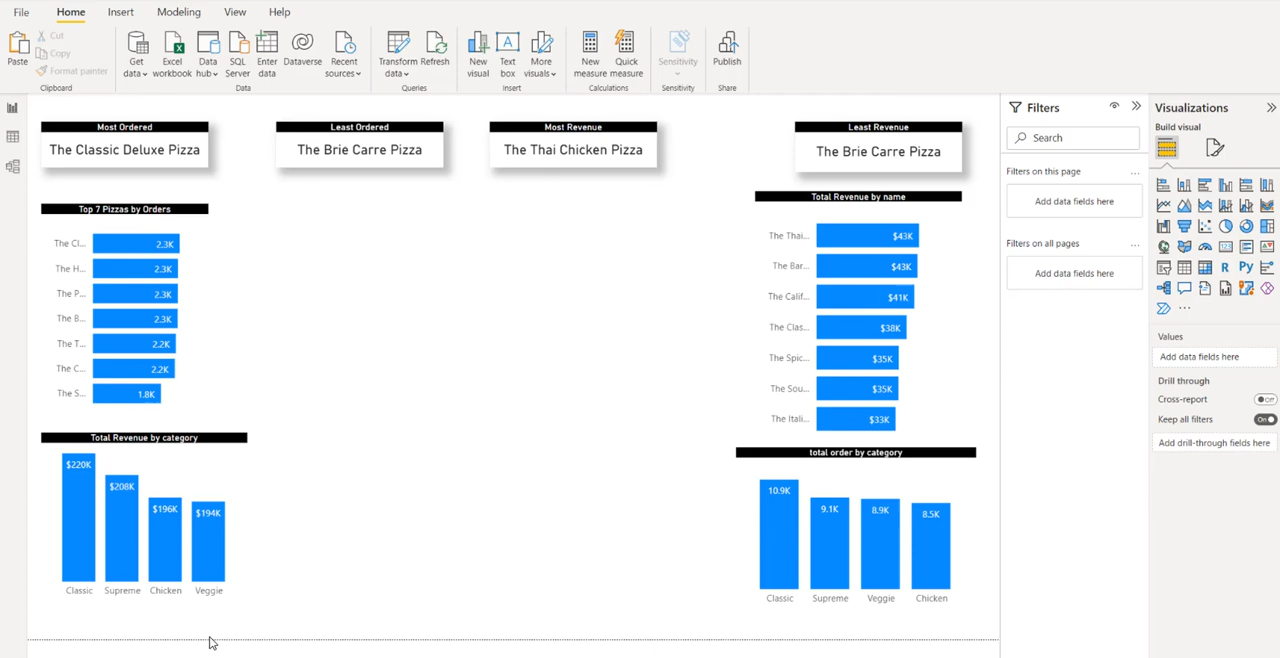 File Home Insert Modeling View Help
Paste
Cut
Copy
Format painter
Get data
Excel workbook
Data hub
SQL Server
Enter data
Dataverse
Recent sources
Transform data
Refresh
New visual
Text box
More visuals
New measure
Quick measure
Sensitivity
Publish
Clipboard
Data
Queries
Insert
Calculations
Sensitivity
Share
Most Ordered
The Classic Deluxe Pizza
Least Ordered
The Brie Carre Pizza
Most Revenue
The Thai Chicken Pizza
Least Revenue
The Brie Carre Pizza
Top 7 Pizzas by Orders
The Cl... 2.3K
The H... 2.3K
The P... 2.3K
The B... 2.3K
The T... 2.2K
The C... 2.2K
The S... 1.8K
Total Revenue by name
The Thai... $43K
The Bar... $43K
The Calif... $41K
The Clas... $38K
The Spic... $35K
The Sou... $35K
The Itali... $33K
Total Revenue by category
$220K $208K $196K $194K
Classic Supreme Chicken Veggie
total order by category
10.9K 9.1K 8.9K 8.5K
Classic Supreme Veggie Chicken
Filters
Search
Filters on this page ...
Add data fields here
Filters on all pages ...
Add data fields here
Visualizations
Build visual
R Py
...
Values
Add data fields here
Drill through
Cross-report Off
Keep all filters On
Add drill-through fields here